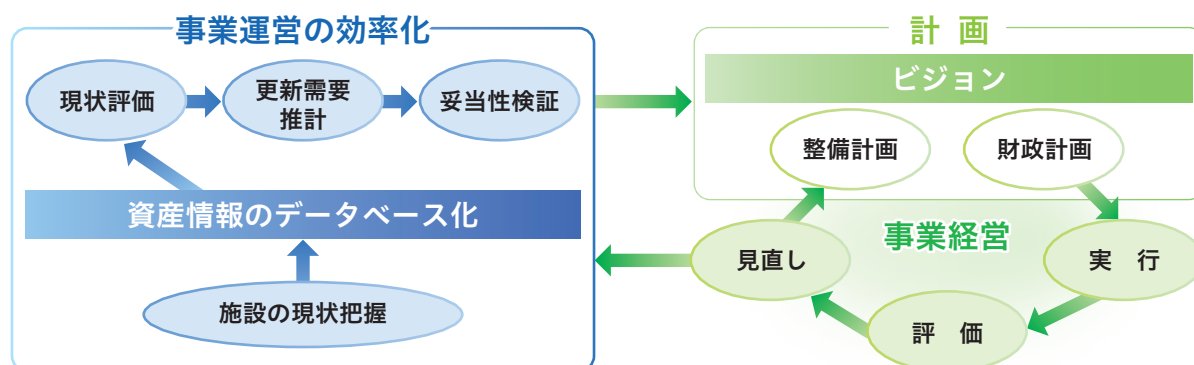 事業運営の効率化
現状評価
更新需要
推計
妥当性検証
資産情報のデータベース化
施設の現状把握
計 画
ビジョン
整備計画
財政計画
事業経営
見直し
実 行
評 価